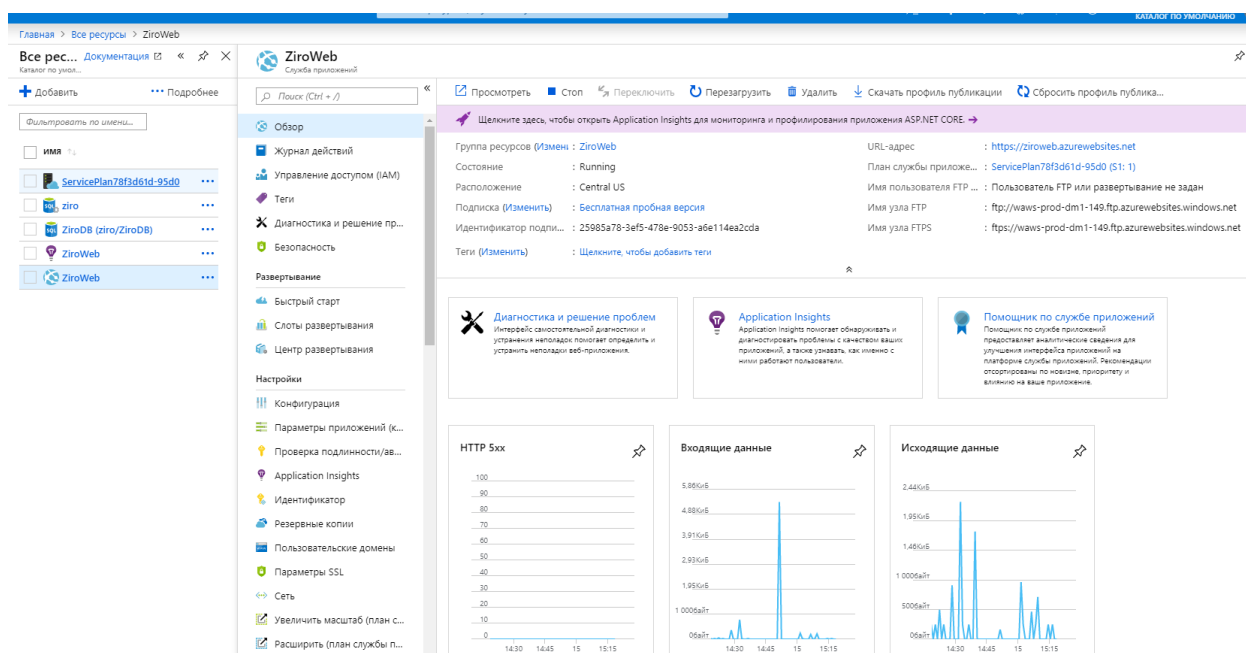 КАТАЛОГ ПО УМОЛЧАНИЮ
Главная > Все ресурсы > ZiroWeb
Все рес... Документация
Каталог по умол...
Добавить ... Подробнее
Фильтровать по имени...
ИМЯ
ServicePlan78f3d61d-95d0 ...
ziro ...
ZiroDB (ziro/ZiroDB) ...
ZiroWeb ...
ZiroWeb ...
ZiroWeb
Служба приложений
Поиск (Ctrl + /)
Обзор
Журнал действий
Управление доступом (IAM)
Теги
Диагностика и решение пр...
Безопасность
Развертывание
Быстрый старт
Слоты развертывания
Центр развертывания
Настройки
Конфигурация
Параметры приложений (к...
Проверка подлинности/ав...
Application Insights
Идентификатор
Резервные копии
Пользовательские домены
Параметры SSL
Сеть
Увеличить масштаб (план с...
Расширить (план службы п...
Просмотреть Стоп Переключить Перезагрузить Удалить Скачать профиль публикации Сбросить профиль публика...
Щелкните здесь, чтобы открыть Application Insights для мониторинга и профилирования приложения ASP.NET CORE. →
Группа ресурсов (Измени : ZiroWeb
Состояние : Running
Расположение : Central US
Подписка (Изменить) : Бесплатная пробная версия
Идентификатор подпи... : 25985a78-3ef5-478e-9053-a6e114ea2cda
Теги (Изменить) : Щелкните, чтобы добавить теги
URL-адрес : https://ziroweb.azurewebsites.net
План службы приложе... : ServicePlan78f3d61d-95d0 (S1: 1)
Имя пользователя FTP ... : Пользователь FTP или развертывание не задан
Имя узла FTP : ftp://waws-prod-dm1-149.ftp.azurewebsites.windows.net
Имя узла FTPS : ftps://waws-prod-dm1-149.ftp.azurewebsites.windows.net
Диагностика и решение проблем
Интерфейс самостоятельной диагностики и
устранения неполадок помогает определить и
устранить неполадки веб-приложения.
Application Insights
Application Insights помогает обнаруживать и
диагностировать проблемы с качеством ваших
приложений, а также узнавать, как именно с
ними работают пользователи.
Помощник по службе приложений
Помощник по службе приложений
предоставляет аналитические сведения для
улучшения интерфейса приложений на
платформе службы приложений. Рекомендации
отсортированы по новизне, приоритету и
влиянию на ваше приложение.
HTTP 5xx
100
90
80
70
60
50
40
30
20
10
0
14:30 14:45 15 15:15
Входящие данные
5,86КиБ
4,88КиБ
3,91КиБ
2,93КиБ
1,95КиБ
1 000байт
0байт
14:30 14:45 15 15:15
Исходящие данные
2,44КиБ
1,95КиБ
1,46КиБ
1 000байт
500байт
0байт
14:30 14:45 15 15:15